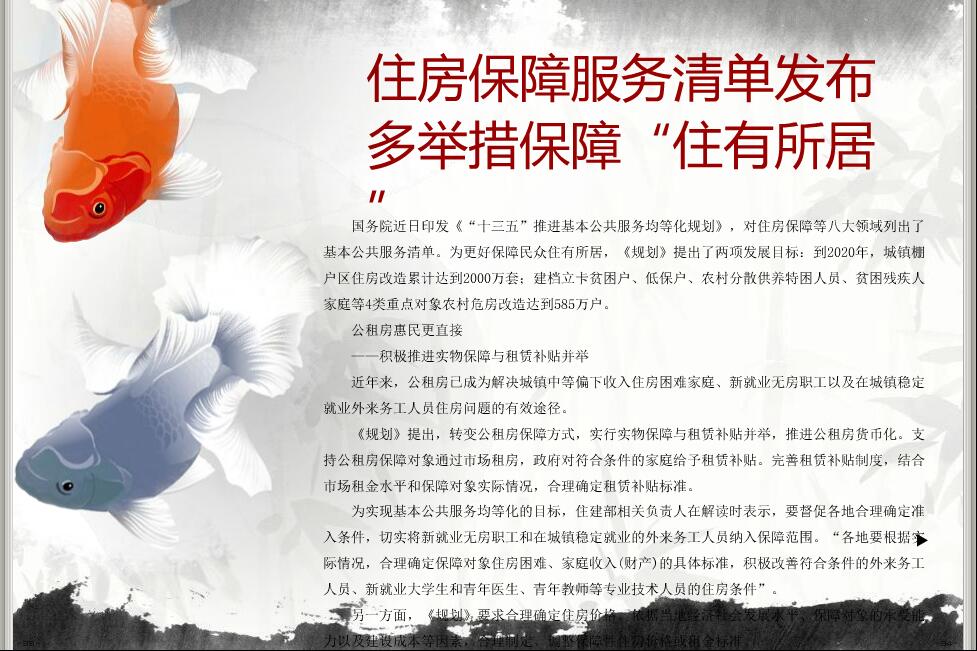 住房保障服务清单发布
多举措保障“住有所居
”
国务院近日印发《“十三五”推进基本公共服务均等化规划》，对住房保障等八大领域列出了
基本公共服务清单。为更好保障民众住有所居，《规划》提出了两项发展目标：到2020年，城镇棚
户区住房改造累计达到2000万套；建档立卡贫困户、低保户、农村分散供养特困人员、贫困残疾人
家庭等4类重点对象农村危房改造达到585万户。
公租房惠民更直接
——积极推进实物保障与租赁补贴并举
近年来，公租房已成为解决城镇中等偏下收入住房困难家庭、新就业无房职工以及在城镇稳定
就业外来务工人员住房问题的有效途径。
《规划》提出，转变公租房保障方式，实行实物保障与租赁补贴并举，推进公租房货币化。支
持公租房保障对象通过市场租房，政府对符合条件的家庭给予租赁补贴。完善租赁补贴制度，结合
市场租金水平和保障对象实际情况，合理确定租赁补贴标准。
为实现基本公共服务均等化的目标，住建部相关负责人在解读时表示，要督促各地合理确定准
入条件，切实将新就业无房职工和在城镇稳定就业的外来务工人员纳入保障范围。“各地要根据实
际情况，合理确定保障对象住房困难、家庭收入(财产)的具体标准，积极改善符合条件的外来务工
人员、新就业大学生和青年医生、青年教师等专业技术人员的住房条件”。
另一方面，《规划》要求合理确定住房价格。依据当地经济社会发展水平、保障对象的承受能
力以及建设成本等因素，合理制定、调整保障性住房价格或租金标准。